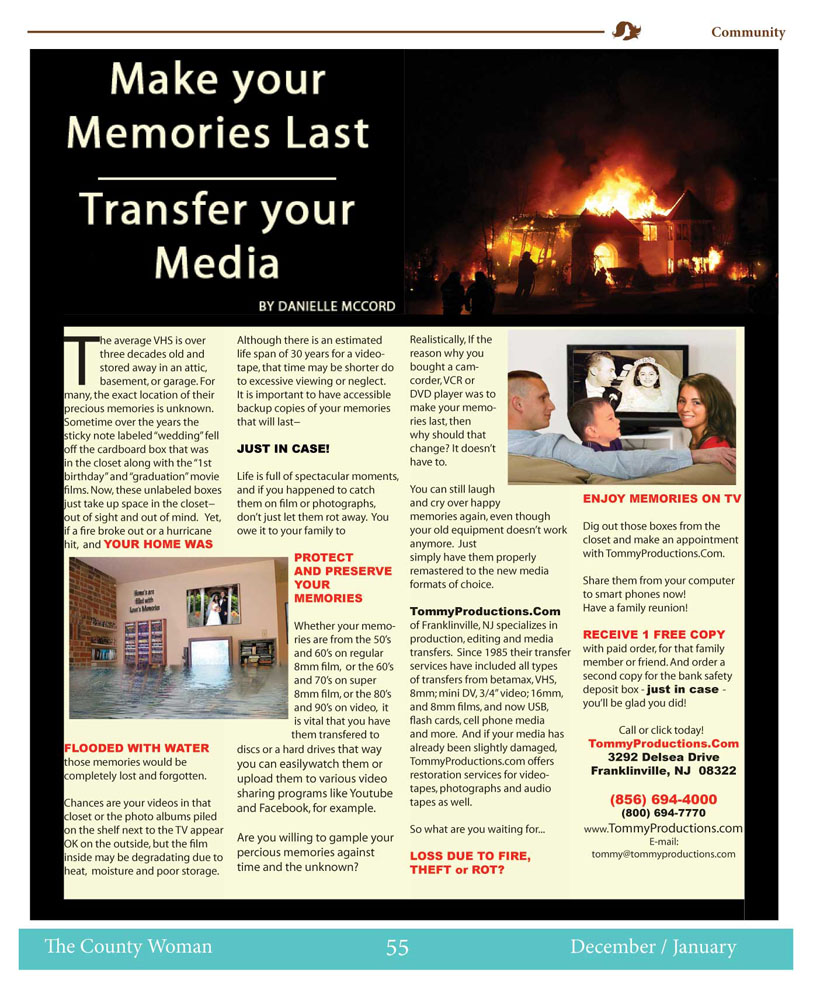 Community
Make your
Memories Last
Transfer your
Media
BY DANIELLE MCCORD
The average VHS is over
three decades old and
stored away in an attic,
basement, or garage. For
many, the exact location of their
precious memories is unknown.
Sometime over the years the
sticky note labeled “wedding” fell
off the cardboard box that was
in the closet along with the “1st
birthday” and “graduation” movie
films. Now, these unlabeled boxes
just take up space in the closet–
out of sight and out of mind. Yet,
if a fire broke out or a hurricane
hit, and YOUR HOME WAS
Home's are
filled with
Love's Memories
FLOODED WITH WATER
those memories would be
completely lost and forgotten.
Chances are your videos in that
closet or the photo albums piled
on the shelf next to the TV appear
OK on the outside, but the film
inside may be degrading due to
heat, moisture and poor storage.
Although there is an estimated
life span of 30 years for a video-
tape, that time may be shorter do
to excessive viewing or neglect.
It is important to have accessible
backup copies of your memories
that will last–
JUST IN CASE!
Life is full of spectacular moments,
and if you happened to catch
them on film or photographs,
don’t just let them rot away. You
owe it to your family to
PROTECT
AND PRESERVE
YOUR
MEMORIES
Whether your memo-
ries are from the 50’s
and 60’s on regular
8mm film, or the 60’s
and 70’s on super
8mm film, or the 80’s
and 90’s on video, it
is vital that you have
them transfered to
discs or a hard drives that way
you can easilywatch them or
upload them to various video
sharing programs like Youtube
and Facebook, for example.
Are you willing to gample your
percious memories against
time and the unknown?
Realistically, If the
reason why you
bought a cam-
corder, VCR or
DVD player was to
make your memo-
ries last, then
why should that
change? It doesn’t
have to.
You can still laugh
and cry over happy
memories again, even though
your old equipment doesn’t work
anymore. Just
simply have them properly
remastered to the new media
formats of choice.
TommyProductions.Com
of Franklinville, NJ specializes in
production, editing and media
transfers. Since 1985 their transfer
services have included all types
of transfers from betamax, VHS,
8mm; mini DV, 3/4” video; 16mm,
and 8mm films, and now USB,
flash cards, cell phone media
and more. And if your media has
already been slightly damaged,
TommyProductions.com offers
restoration services for video-
tapes, photographs and audio
tapes as well.
So what are you waiting for...
LOSS DUE TO FIRE,
THEFT or ROT?
ENJOY MEMORIES ON TV
Dig out those boxes from the
closet and make an appointment
with TommyProductions.Com.
Share them from your computer
to smart phones now!
Have a family reunion!
RECEIVE 1 FREE COPY
with paid order, for that family
member or friend. And order a
second copy for the bank safety
deposit box - just in case -
you’ll be glad you did!
Call or click today!
TommyProductions.Com
3292 Delsea Drive
Franklinville, NJ 08322
(856) 694-4000
(800) 694-7770
www.TommyProductions.com
E-mail:
tommy@tommyproductions.com
The County Woman
55
December / January